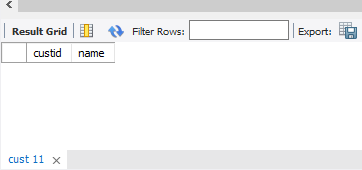 Result Grid Filter Rows: Export:
custid name
cust 11